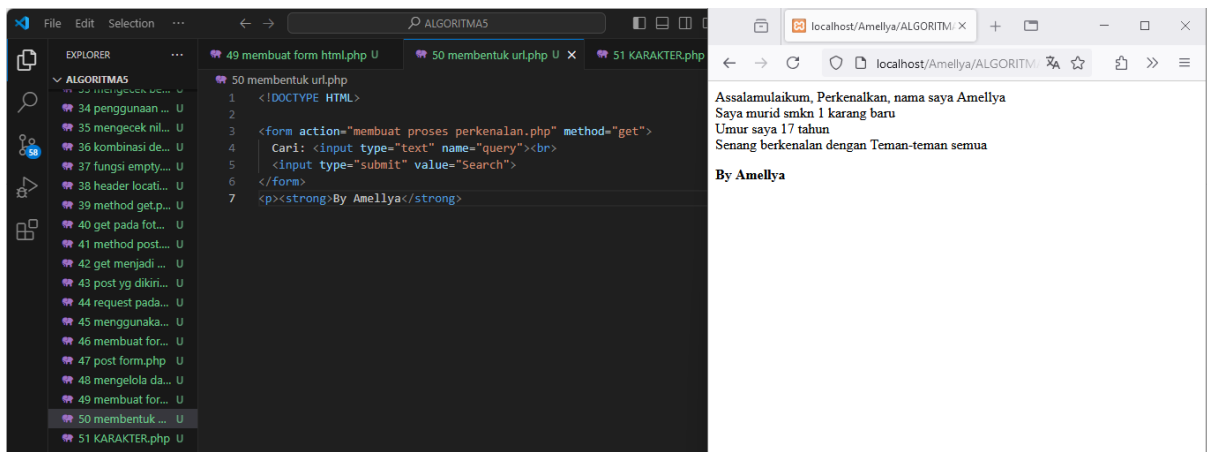 File Edit Selection ...
ALGORITMA5
EXPLORER ...
ALGORITMA5
34 penggunaan ... U
35 mengecek nil... U
36 kombinasi de... U
37 fungsi empty.... U
38 header locati... U
39 method get.p... U
40 get pada fot... U
41 method post.... U
42 get menjadi ... U
43 post yg dikiri... U
44 request pada... U
45 menggunaka... U
46 membuat for... U
47 post form.php U
48 mengelola da... U
49 membuat for... U
50 membentuk ... U
51 KARAKTER.php U
58
49 membuat form html.php U
50 membentuk url.php U
51 KARAKTER.php
50 membentuk url.php
1 <!DOCTYPE HTML>
2
3 <form action="membuat proses perkenalan.php" method="get">
4 Cari: <input type="text" name="query"><br>
5 <input type="submit" value="Search">
6 </form>
7 <p><strong>By Amellya</strong>
localhost/Amellya/ALGORITM/
localhost/Amellya/ALGORITM
Assalamulaikum, Perkenalkan, nama saya Amellya
Saya murid smkn 1 karang baru
Umur saya 17 tahun
Senang berkenalan dengan Teman-teman semua
By Amellya